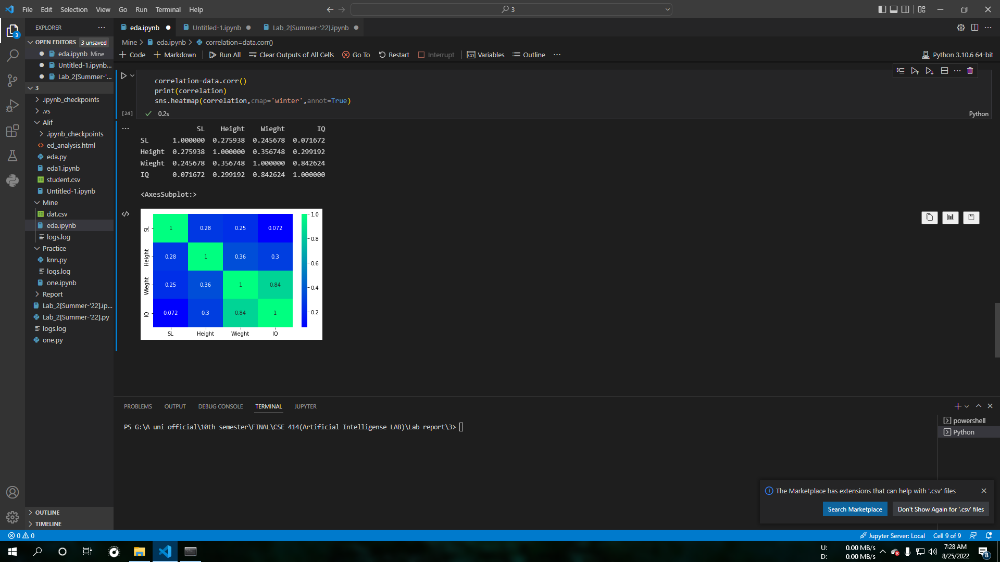 File Edit Selection View Go Run Terminal Help
3
EXPLORER
eda.ipynb
Untitled-1.ipynb
Lab_2[Summer-'22].ipynb
OPEN EDITORS 3 unsaved
eda.ipynb Mine
Untitled-1.ipynb...
Lab_2[Summer-'...
3
.ipynb_checkpoints
.vs
Alif
.ipynb_checkpoints
ed_analysis.html
eda.py
eda1.ipynb
student.csv
Untitled-1.ipynb
Mine
dat.csv
eda.ipynb
logs.log
Practice
knn.py
logs.log
one.ipynb
Report
Lab_2[Summer-'22].ip...
Lab_2[Summer-'22].py
logs.log
one.py
OUTLINE
TIMELINE
3
Mine > eda.ipynb > correlation=data.corr()
+ Code + Markdown | Run All Clear Outputs of All Cells Go To Restart Interrupt | Variables Outline ...
Python 3.10.6 64-bit
correlation=data.corr()
print(correlation)
sns.heatmap(correlation,cmap='winter',annot=True)
[24] 0.2s
Python
SL Height Wieght IQ
SL 1.000000 0.275938 0.245678 0.071672
Height 0.275938 1.000000 0.356748 0.299192
Wieght 0.245678 0.356748 1.000000 0.842624
IQ 0.071672 0.299192 0.842624 1.000000
<AxesSubplot:>
SL 1 0.28 0.25 0.072
Height 0.28 1 0.36 0.3
Wieght 0.25 0.36 1 0.84
IQ 0.072 0.3 0.84 1
SL Height Wieght IQ
1.0
0.8
0.6
0.4
0.2
PROBLEMS OUTPUT DEBUG CONSOLE TERMINAL JUPYTER
PS G:\A uni official\10th semester\FINAL\CSE 414(Artificial Intelligense LAB)\Lab report\3>
powershell
Python
The Marketplace has extensions that can help with '.csv' files
Search Marketplace
Don't Show Again for '.csv' files
0 0
Jupyter Server: Local Cell 9 of 9
U: 0.00 MB/s
D: 0.00 MB/s
7:28 AM
8/25/2022
8